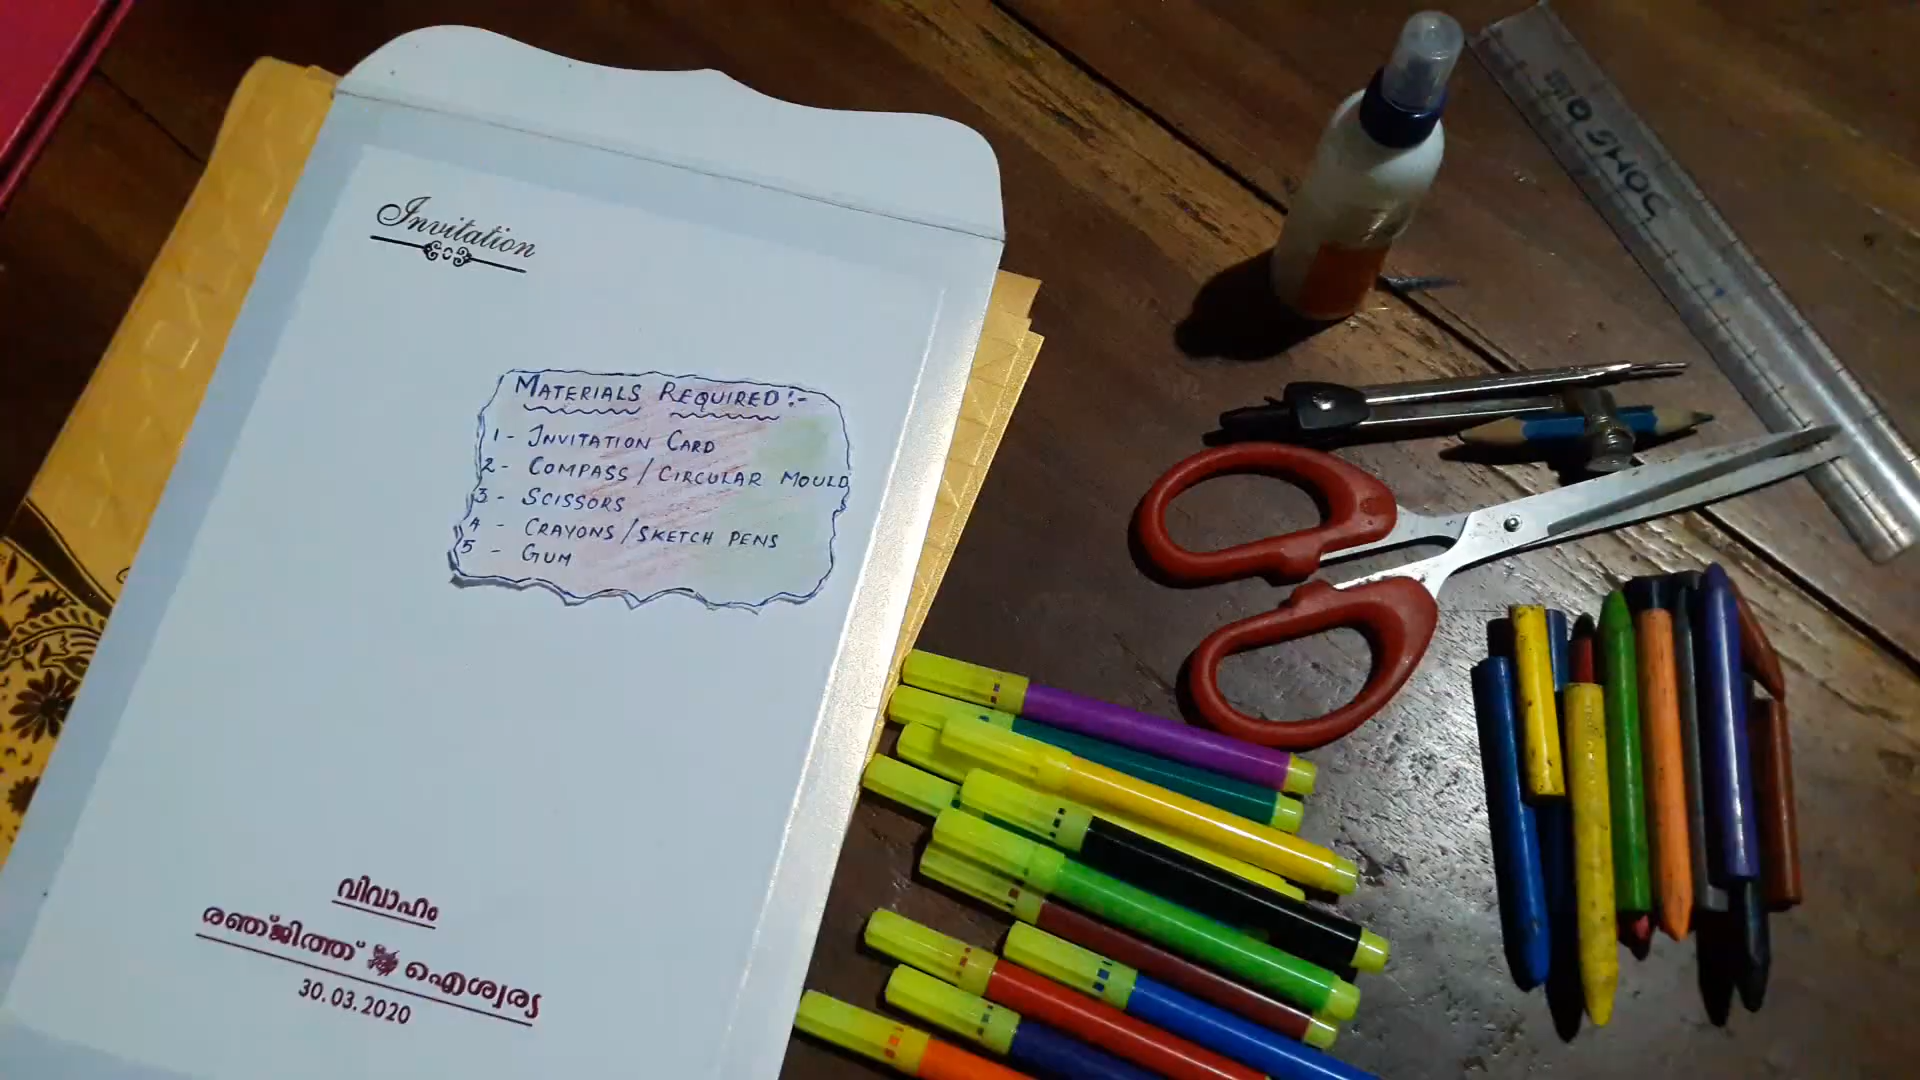 Invitation
MATERIALS REQUIRED:-
1 - INVITATION CARD
2 - COMPASS / CIRCULAR MOULD
3 - SCISSORS
4 - CRAYONS / SKETCH PENS
5 - GUM
വിവാഹം
രഞ്ജിത്ത് ഐശ്വര്യ
30.03.2020